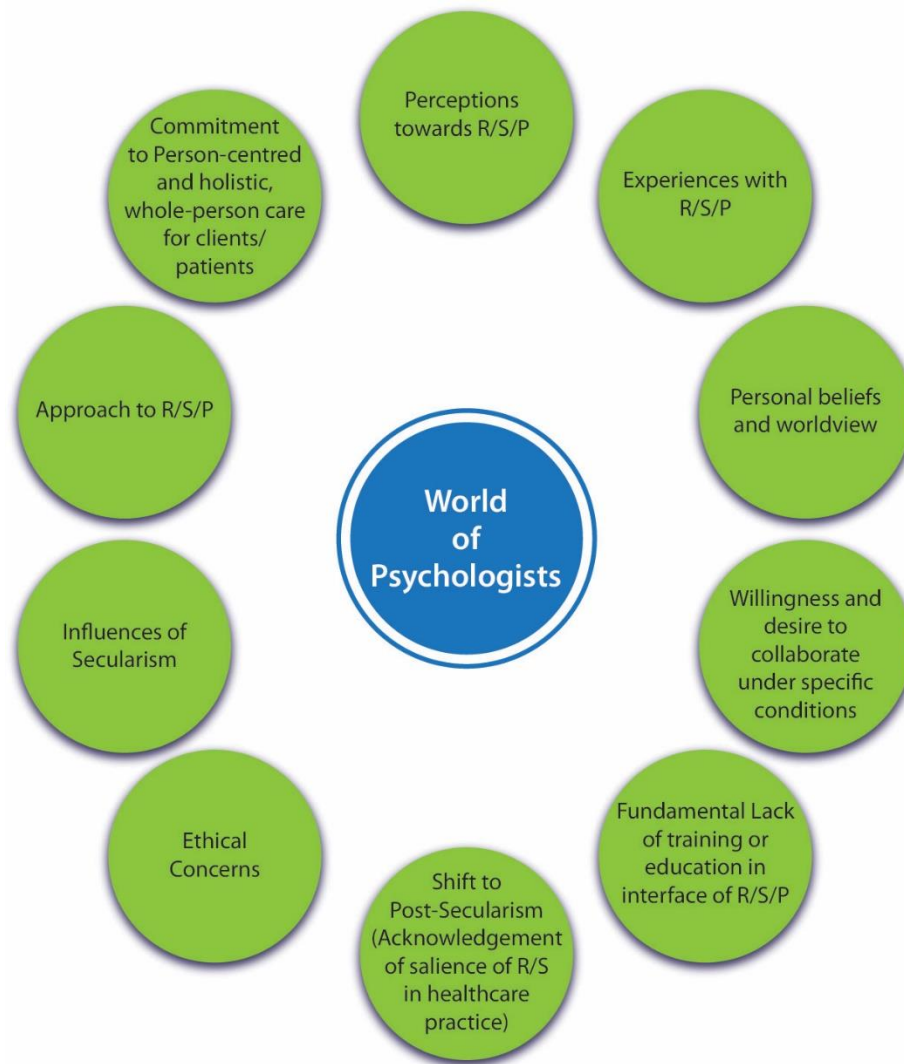 Perceptions
towards R/S/P
Experiences with
R/S/P
Personal beliefs
and worldview
Willingness and
desire to
collaborate
under specific
conditions
Fundamental Lack
of training or
education in
interface of R/S/P
Shift to
Post-Secularism
(Acknowledgement
of salience of R/S
in healthcare
practice)
Ethical
Concerns
Influences of
Secularism
Approach to R/S/P
Commitment
to Person-centred
and holistic,
whole-person care
for clients/
patients
World
of
Psychologists